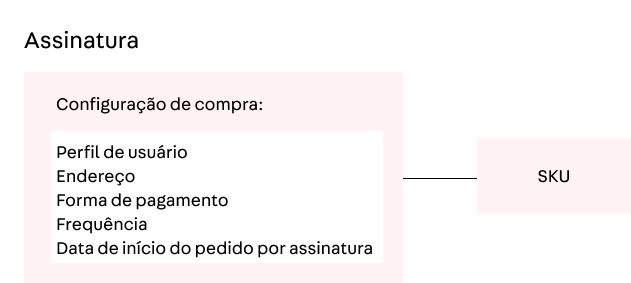 Assinatura
Configuração de compra:
Perfil de usuário
Endereço
Forma de pagamento
Frequência
Data de início do pedido por assinatura
SKU